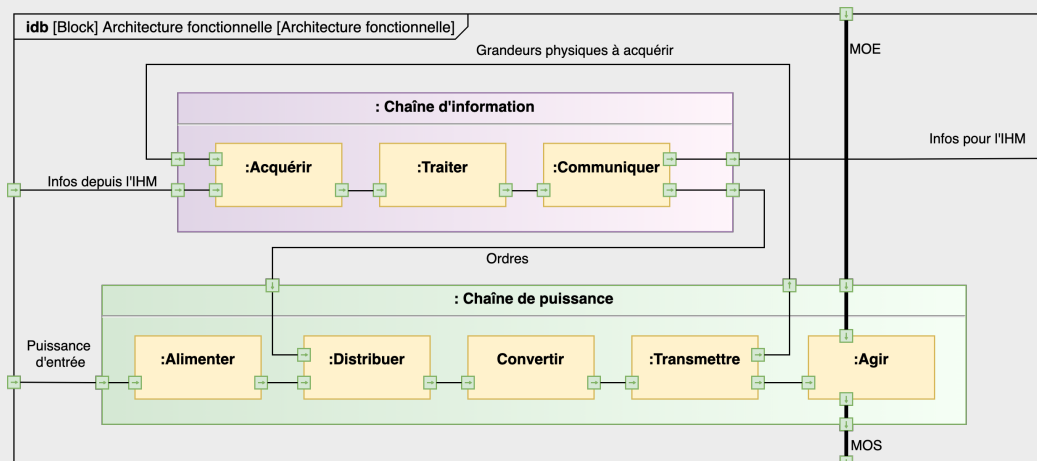 idb [Block] Architecture fonctionnelle [Architecture fonctionnelle]
MOE
Grandeurs physiques à acquérir
: Chaîne d'information
Infos pour l'IHM
:Acquérir
:Traiter
:Communiquer
Infos depuis l'IHM
Ordres
: Chaîne de puissance
Puissance
d'entrée
:Alimenter
:Distribuer
Convertir
:Transmettre
:Agir
MOS